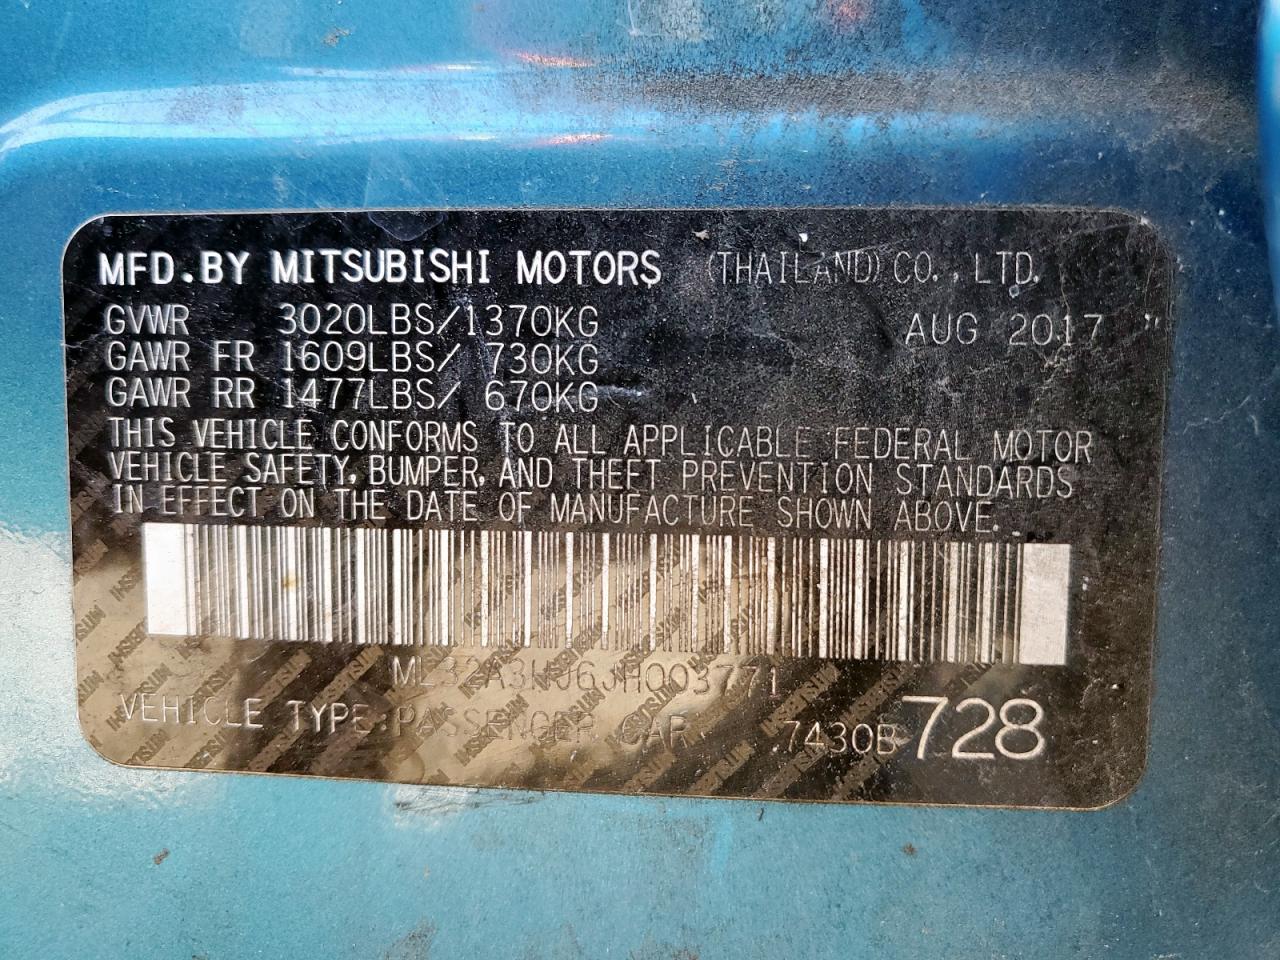 MFD.BY MITSUBISHI MOTORS (THAILAND) CO., LTD.
GVWR 3020LBS/1370KG AUG 2017
GAWR FR 1609LBS/ 730KG
GAWR RR 1477LBS/ 670KG
THIS VEHICLE CONFORMS TO ALL APPLICABLE FEDERAL MOTOR
VEHICLE SAFETY, BUMPER, AND THEFT PREVENTION STANDARDS
IN EFFECT ON THE DATE OF MANUFACTURE SHOWN ABOVE.
ML32A3HJ6JH003771
VEHICLE TYPE:PASSENGER CAR 7430B 728